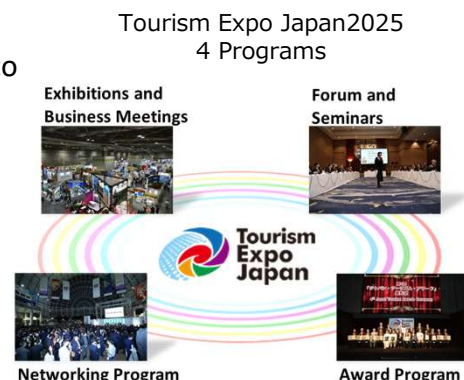 Tourism Expo Japan2025
4 Programs
Exhibitions and
Business Meetings
Forum and
Seminars
Tourism
Expo
Japan
Networking Program
Award Program